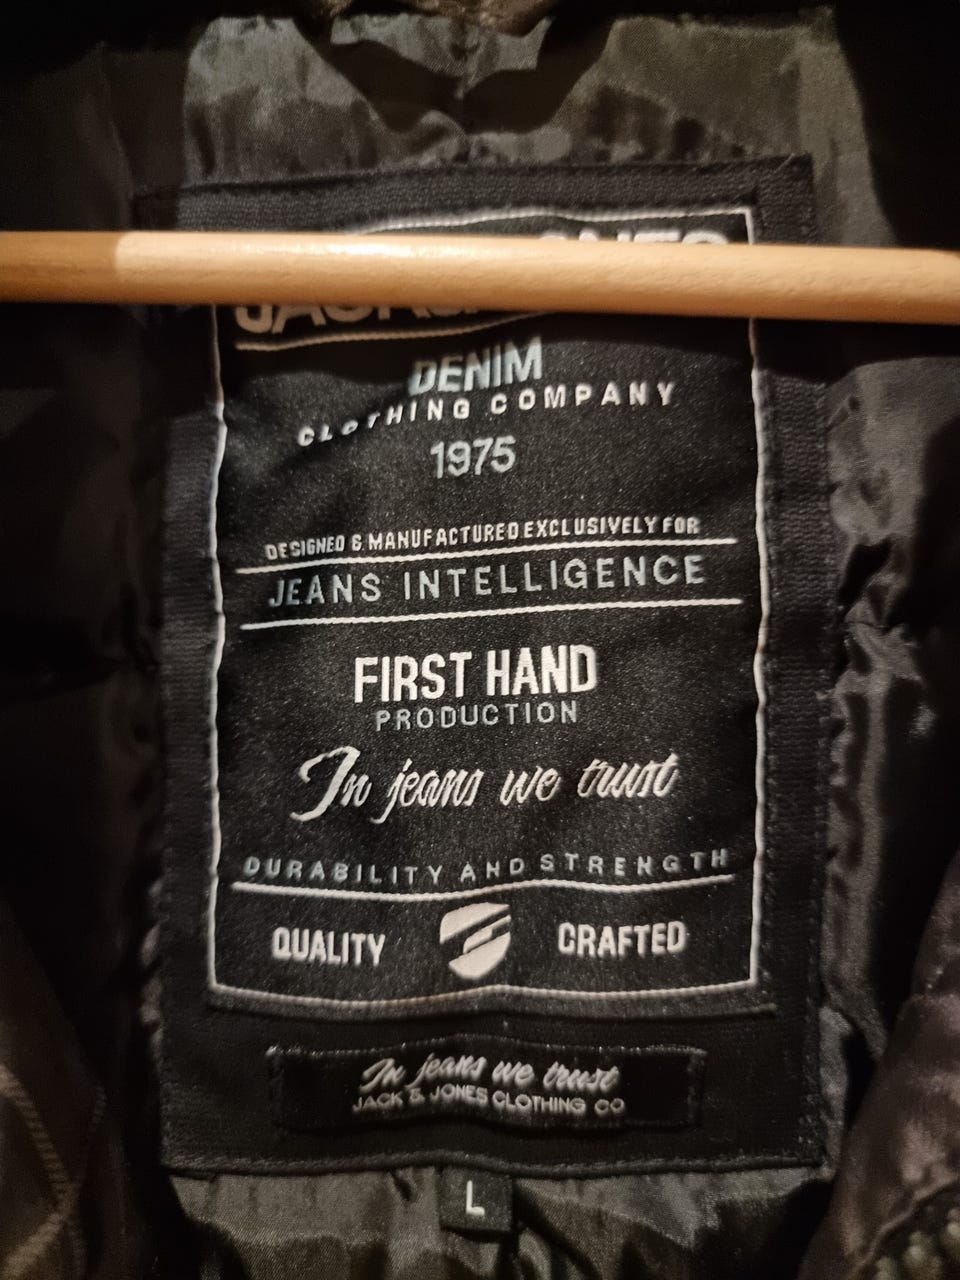 DENIM
CLOTHING COMPANY
1975
DESIGNED & MANUFACTURED EXCLUSIVELY FOR
JEANS INTELLIGENCE
FIRST HAND
PRODUCTION
In jeans we trust
DURABILITY AND STRENGTH
QUALITY CRAFTED
In jeans we trust
JACK & JONES CLOTHING CO
L